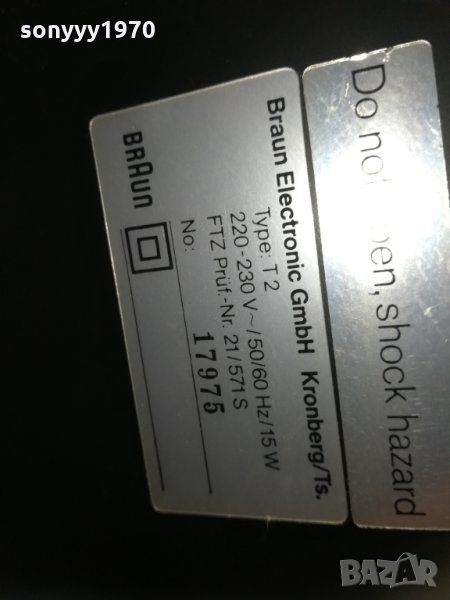 sonyyy1970
Do not open, shock hazard
Braun Electronic GmbH Kronberg/Ts.
Type: T 2
220-230 V~/50/60 Hz/15 W
FTZ Prüf.-Nr. 21/571 S
No: 17975
BRAUN
BAZAR